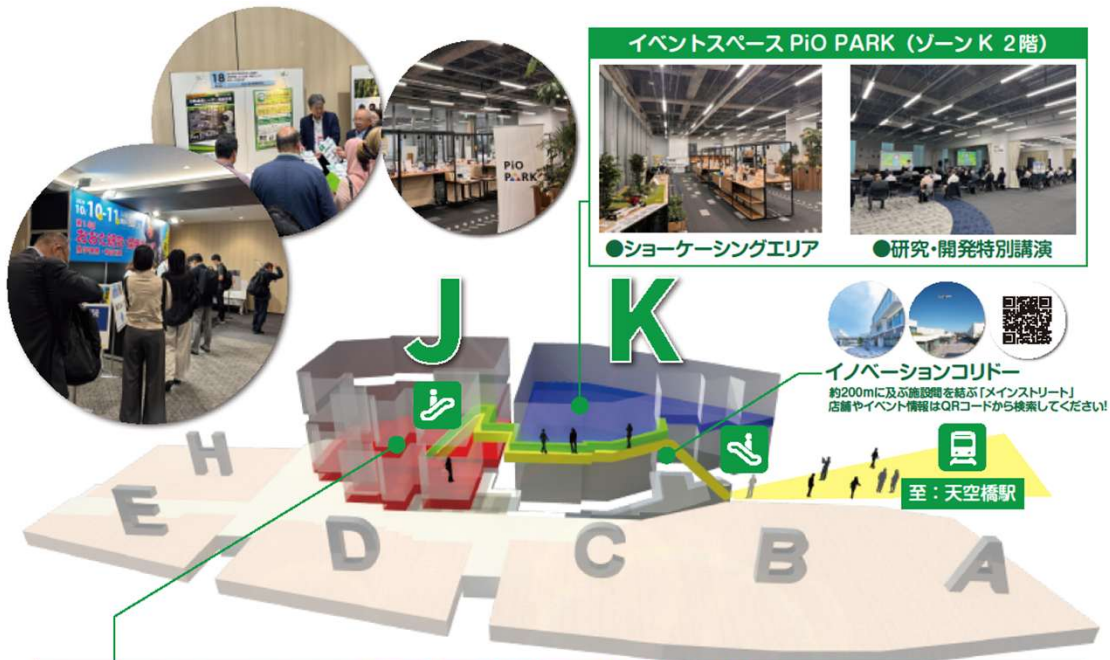 イベントスペース PiO PARK（ゾーン K 2階）
18
PiO
PARK
10-11
●ショーケーシングエリア
●研究・開発特別講演
J
K
イノベーションコリドー
約200mに及ぶ施設間を結ぶ「メインストリート」
店舗やイベント情報はQRコードから検索してください!
至：天空橋駅
H
E
D
C
B
A